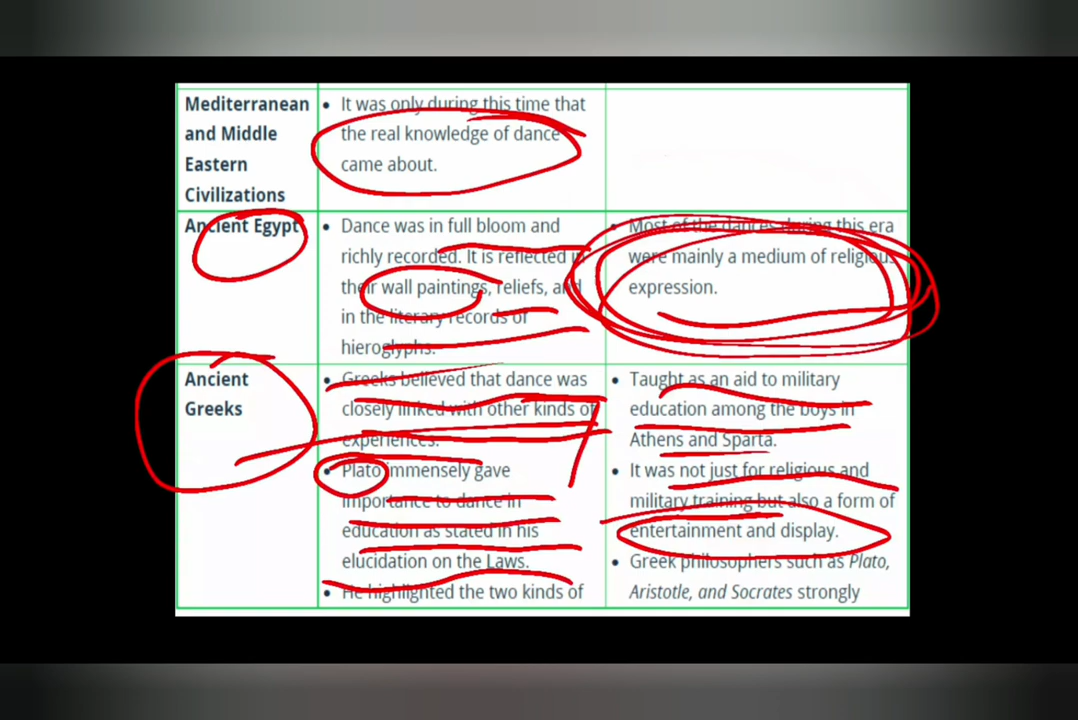 Mediterranean
and Middle
Eastern
Civilizations
• It was only during this time that
the real knowledge of dance
came about.
Ancient Egypt
• Dance was in full bloom and
richly recorded. It is reflected in
their wall paintings, reliefs, and
in the literary records of
hieroglyphs.
• Most of the dances during this era
were mainly a medium of religious
expression.
Ancient
Greeks
• Greeks believed that dance was
closely linked with other kinds of
experiences.
• Plato immensely gave
importance to dance in
education as stated in his
elucidation on the Laws.
• He highlighted the two kinds of
• Taught as an aid to military
education among the boys in
Athens and Sparta.
• It was not just for religious and
military training but also a form of
entertainment and display.
• Greek philosophers such as Plato,
Aristotle, and Socrates strongly